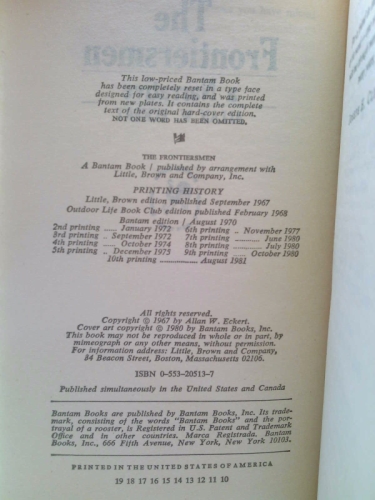 The
Frontiersmen
This low-priced Bantam Book
has been completely reset in a type face
designed for easy reading, and was printed
from new plates. It contains the complete
text of the original hard-cover edition.
NOT ONE WORD HAS BEEN OMITTED.
THE FRONTIERSMEN
A Bantam Book / published by arrangement with
Little, Brown and Company, Inc.
PRINTING HISTORY
Little, Brown edition published September 1967
Outdoor Life Book Club edition published February 1968
Bantam edition / August 1970
2nd printing ..... January 1972 6th printing .. November 1977
3rd printing .. September 1972 7th printing ........... June 1980
4th printing ..... October 1974 8th printing ........... July 1980
5th printing .. December 1975 9th printing ..... October 1980
10th printing ............ August 1981
All rights reserved.
Copyright © 1967 by Allan W. Eckert.
Cover art copyright © 1980 by Bantam Books, Inc.
This book may not be reproduced in whole or in part, by
mimeograph or any other means, without permission.
For information address: Little, Brown and Company,
34 Beacon Street, Boston, Massachusetts 02106.
ISBN 0-553-20513-7
Published simultaneously in the United States and Canada
Bantam Books are published by Bantam Books, Inc. Its trade-
mark, consisting of the words "Bantam Books" and the por-
trayal of a rooster, is Registered in U.S. Patent and Trademark
Office and in other countries. Marca Registrada. Bantam
Books, Inc., 666 Fifth Avenue, New York, New York 10103.
PRINTED IN THE UNITED STATES OF AMERICA
19 18 17 16 15 14 13 12 11 10